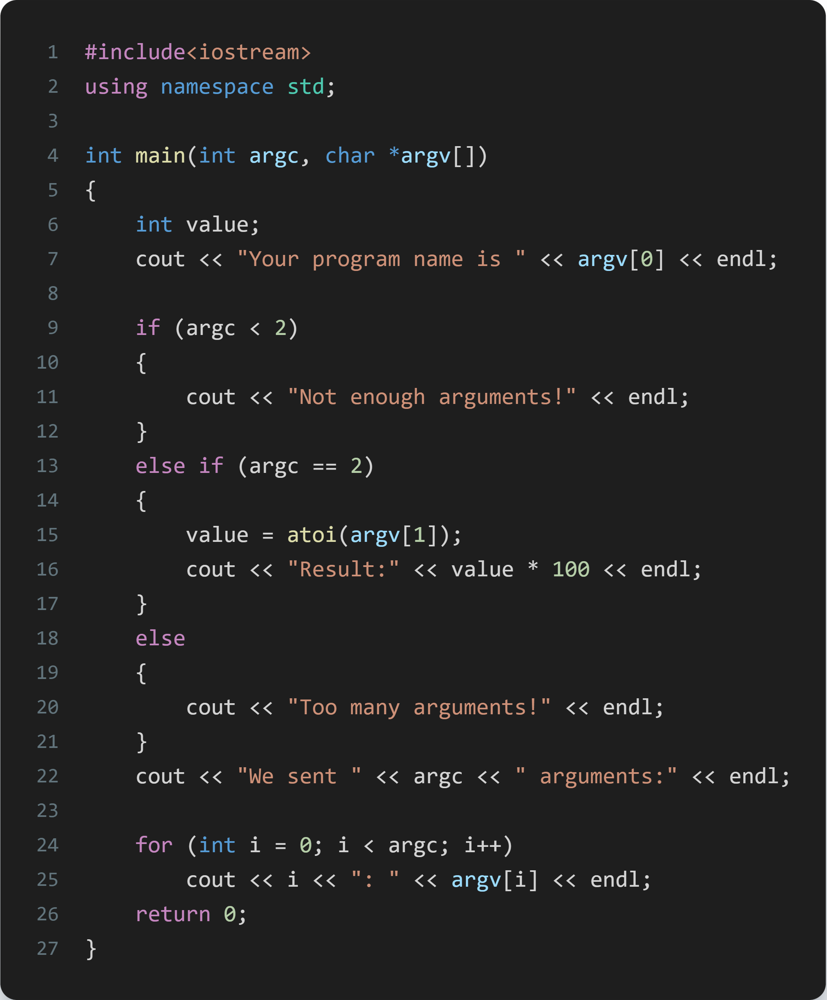 1 #include<iostream>
2 using namespace std;
3
4 int main(int argc, char *argv[])
5 {
6     int value;
7     cout << "Your program name is " << argv[0] << endl;
8
9     if (argc < 2)
10     {
11         cout << "Not enough arguments!" << endl;
12     }
13     else if (argc == 2)
14     {
15         value = atoi(argv[1]);
16         cout << "Result:" << value * 100 << endl;
17     }
18     else
19     {
20         cout << "Too many arguments!" << endl;
21     }
22     cout << "We sent " << argc << " arguments:" << endl;
23
24     for (int i = 0; i < argc; i++)
25         cout << i << ": " << argv[i] << endl;
26     return 0;
27 }